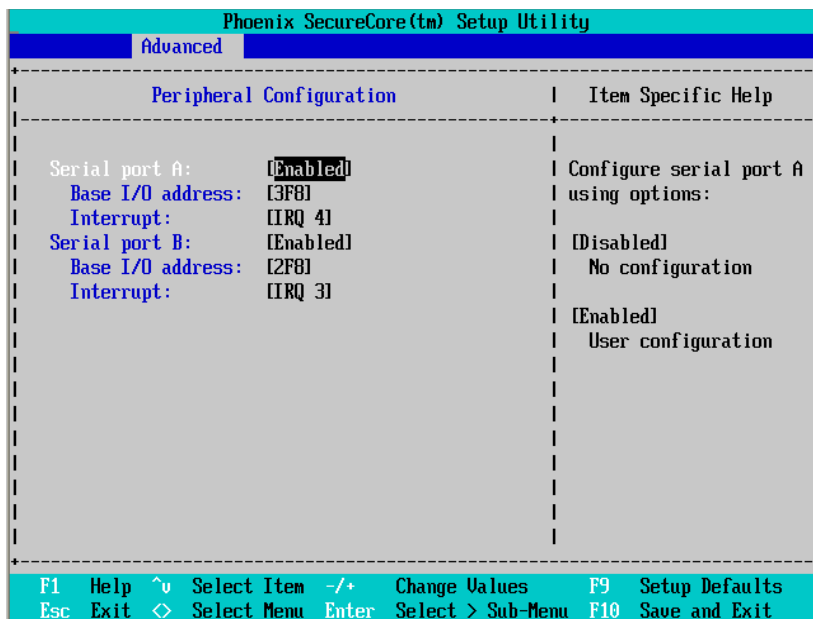 Phoenix SecureCore(tm) Setup Utility
Advanced
Peripheral Configuration
Item Specific Help
Serial port A: [Enabled]
Base I/O address: [3F8]
Interrupt: [IRQ 4]
Serial port B: [Enabled]
Base I/O address: [2F8]
Interrupt: [IRQ 3]
Configure serial port A
using options:
[Disabled]
No configuration
[Enabled]
User configuration
F1 Help ^v Select Item -/+ Change Values F9 Setup Defaults
Esc Exit <> Select Menu Enter Select > Sub-Menu F10 Save and Exit